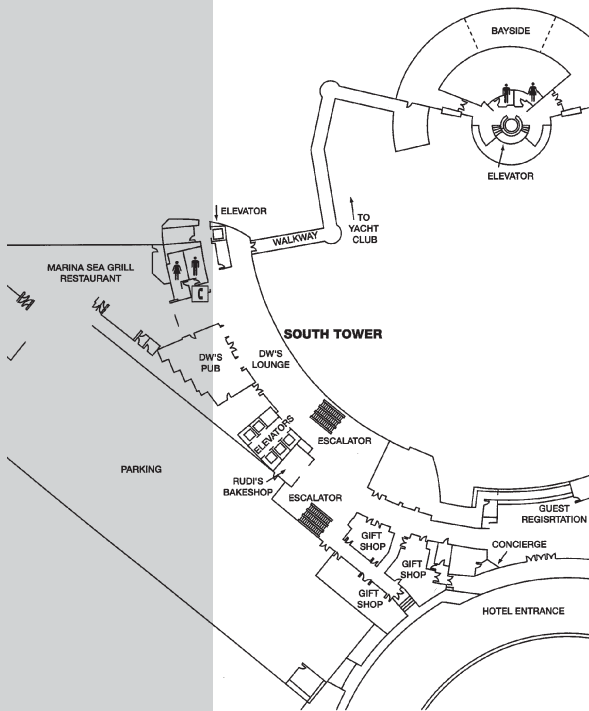 BAYSIDE
ELEVATOR
ELEVATOR
TO
YACHT
CLUB
WALKWAY
MARINA SEA GRILL
RESTAURANT
SOUTH TOWER
DW'S
PUB
DW'S
LOUNGE
ELEVATORS
ESCALATOR
PARKING
RUDI'S
BAKESHOP
ESCALATOR
GUEST
REGISRTATION
GIFT
SHOP
CONCIERGE
GIFT
SHOP
GIFT
SHOP
HOTEL ENTRANCE